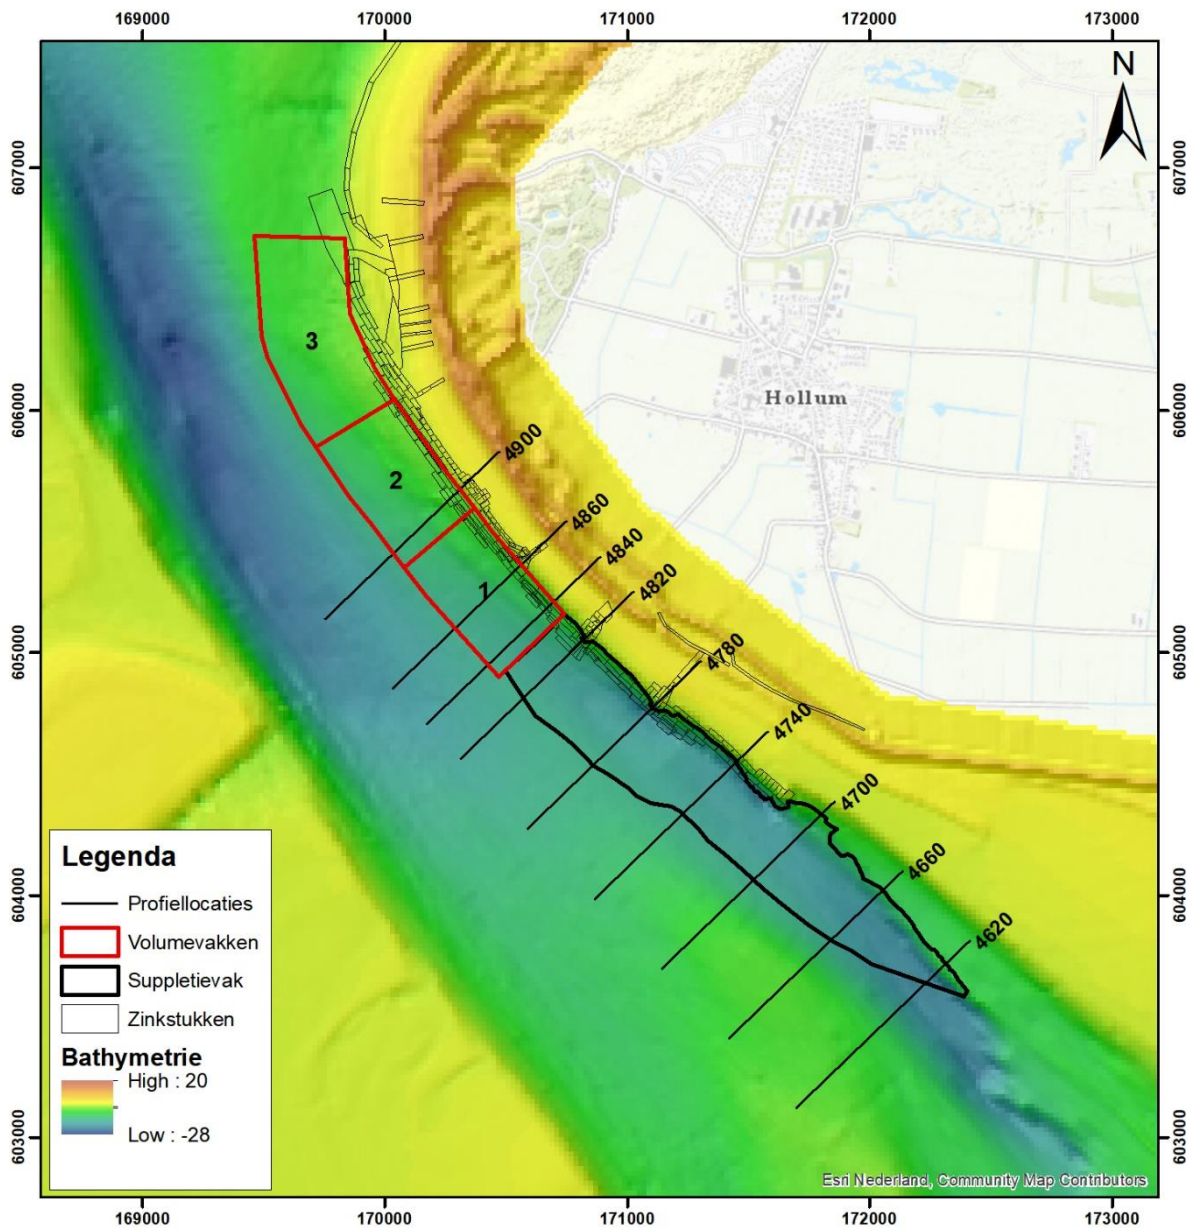 169000 170000 171000 172000 173000
N
607000 607000
3
Hollum
606000 606000
4900
2
4860
4840
1
4820
605000 605000
4780
4740
4700
4660
604000 604000
4620
Legenda
Profiellocaties
Volumevakken
Suppletievak
Zinkstukken
Bathymetrie
High : 20
Low : -28
603000 603000
Esri Nederland, Community Map Contributors
169000 170000 171000 172000 173000